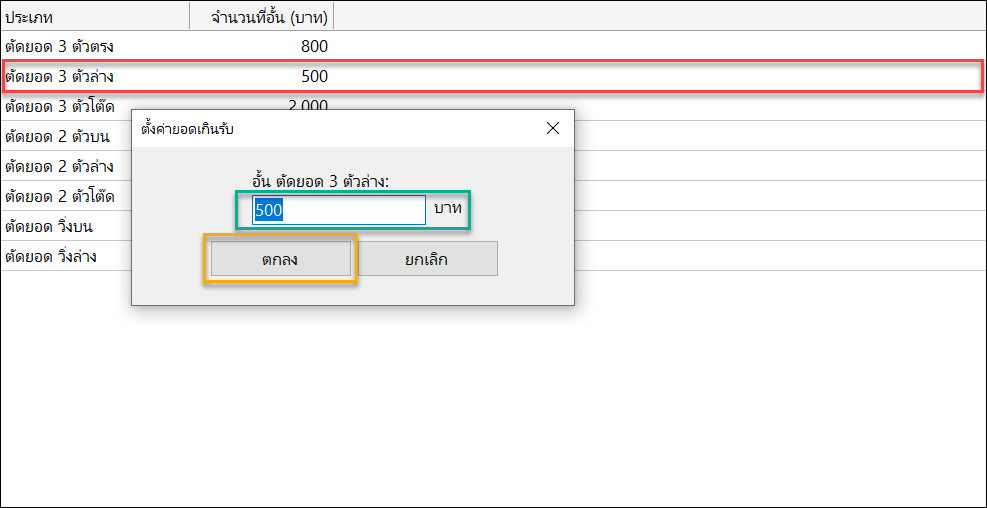 ประเภท จำนวนที่อั้น (บาท)
ตัดยอด 3 ตัวตรง 800
ตัดยอด 3 ตัวล่าง 500
ตัดยอด 3 ตัวโต๊ด 2,000
ตั้งค่ายอดเกินรับ
ตัดยอด 2 ตัวบน
ตัดยอด 2 ตัวล่าง
อั้น ตัดยอด 3 ตัวล่าง:
ตัดยอด 2 ตัวโต๊ด
500 บาท
ตัดยอด วิ่งบน
ตัดยอด วิ่งล่าง
ตกลง ยกเลิก